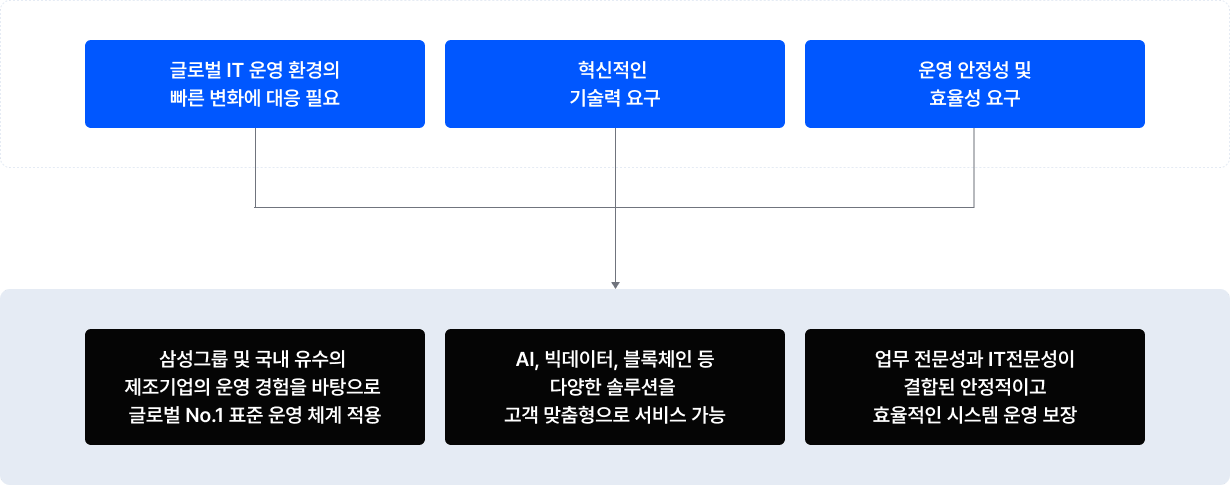 글로벌 IT 운영 환경의
빠른 변화에 대응 필요
혁신적인
기술력 요구
운영 안정성 및
효율성 요구
삼성그룹 및 국내 유수의
제조기업의 운영 경험을 바탕으로
글로벌 No.1 표준 운영 체계 적용
AI, 빅데이터, 블록체인 등
다양한 솔루션을
고객 맞춤형으로 서비스 가능
업무 전문성과 IT전문성이
결합된 안정적이고
효율적인 시스템 운영 보장